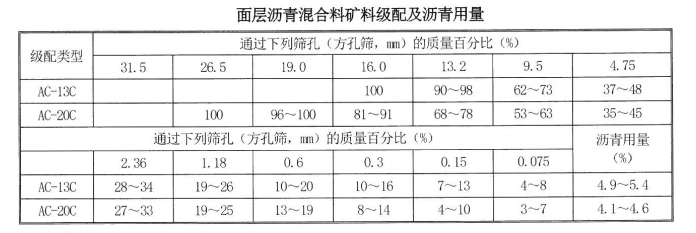 面层沥青混合料矿料级配及沥青用量
级配类型 通过下列筛孔（方孔筛，mm）的质量百分比（%）
31.5 26.5 19.0 16.0 13.2 9.5 4.75
AC-13C 100 90～98 62～73 37～48
AC-20C 100 96～100 81～91 68～78 53～63 35～45
通过下列筛孔（方孔筛，mm）的质量百分比（%） 沥青用量（%）
2.36 1.18 0.6 0.3 0.15 0.075
AC-13C 28～34 19～26 10～20 10～16 7～13 4～8 4.9～5.4
AC-20C 27～33 19～25 13～19 8～14 4～10 3～7 4.1～4.6